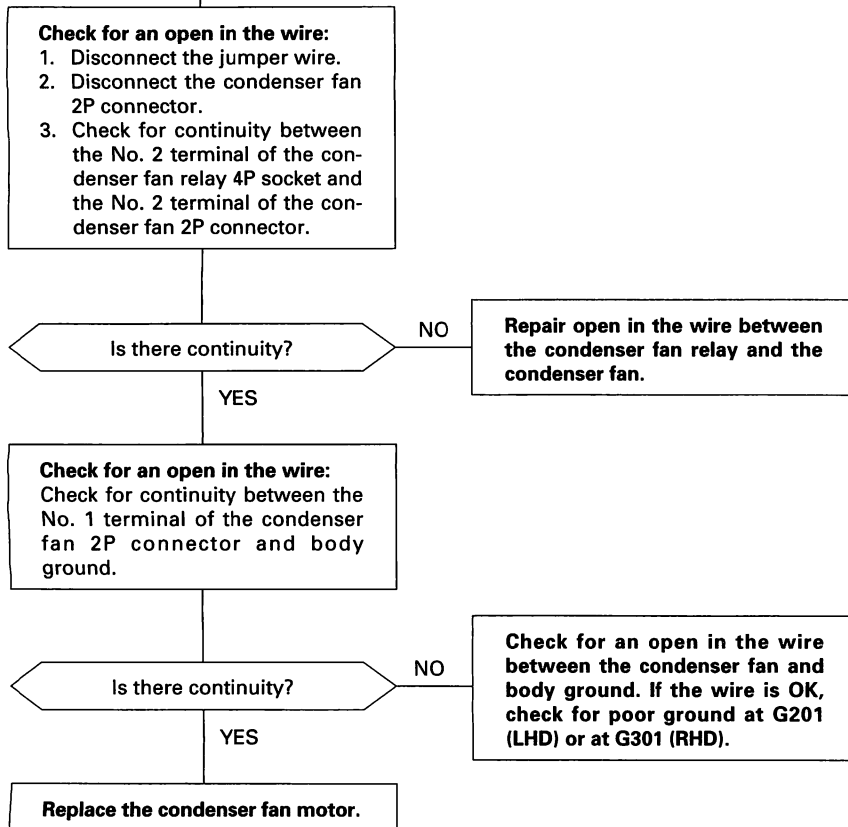 Check for an open in the wire:
1. Disconnect the jumper wire.
2. Disconnect the condenser fan
2P connector.
3. Check for continuity between
the No. 2 terminal of the con-
denser fan relay 4P socket and
the No. 2 terminal of the con-
denser fan 2P connector.
Is there continuity?
NO
Repair open in the wire between
the condenser fan relay and the
condenser fan.
YES
Check for an open in the wire:
Check for continuity between the
No. 1 terminal of the condenser
fan 2P connector and body
ground.
Is there continuity?
NO
Check for an open in the wire
between the condenser fan and
body ground. If the wire is OK,
check for poor ground at G201
(LHD) or at G301 (RHD).
YES
Replace the condenser fan motor.